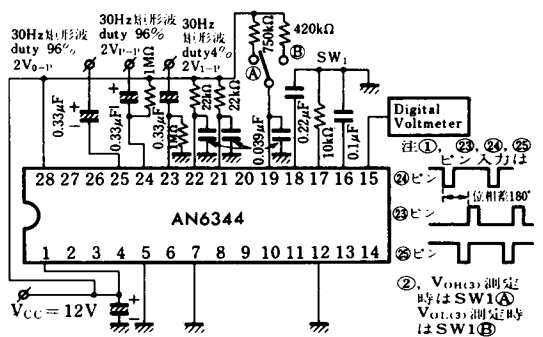 30Hz矩形波
duty 96%
2V0-P
30Hz矩形波
duty 96%
2VP-P
30Hz矩形波
duty4%
2V1-P
1MΩ
750kΩ
420kΩ
Ⓐ
Ⓑ
SW1
0.33μF
0.33μF
0.33μF
1MΩ
22kΩ
22kΩ
0.039μF
0.22μF
10kΩ
0.1μF
Digital
Voltmeter
28 27 26 25 24 23 22 21 20 19 18 17 16 15
AN6344
1 2 3 4 5 6 7 8 9 10 11 12 13 14
VCC=12V
注①, ㉓, ㉔, ㉕
ピン入力は
㉔ピン
位相差180°
㉓ピン
㉕ピン
②, VOH(3)測定
時はSW1Ⓐ
VOL(3)測定時
はSW1Ⓑ